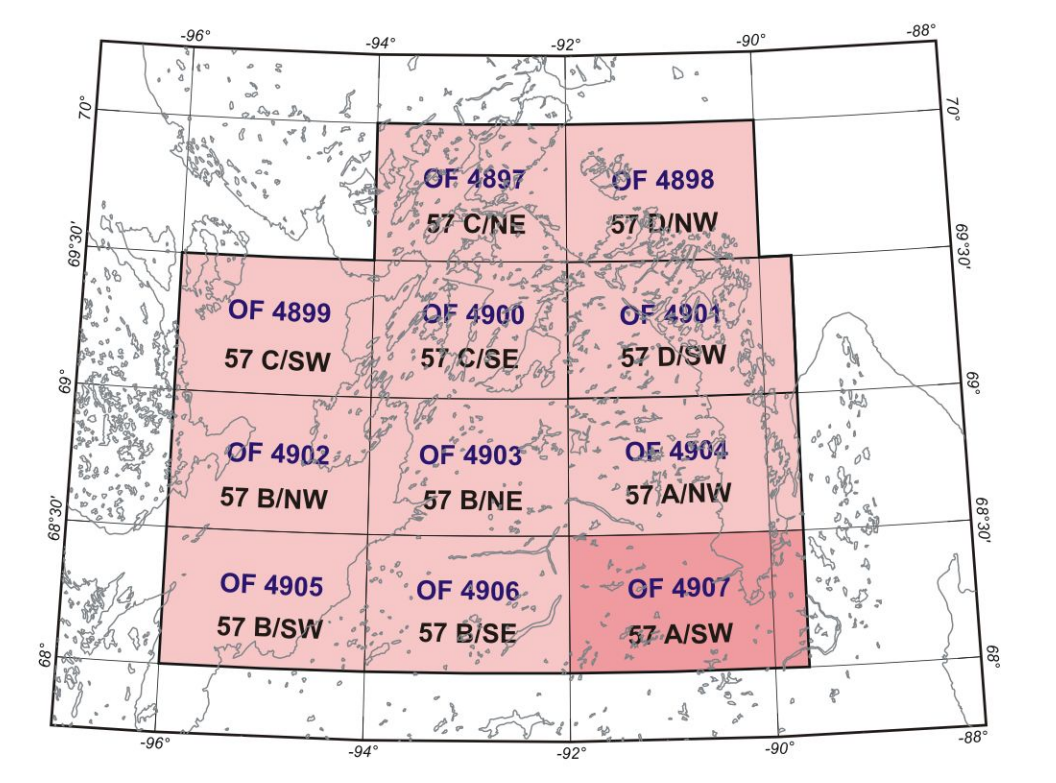 -96° -94° -92° -90° -88°
70° 70°
OF 4897 OF 4898
57 C/NE 57 D/NW
69°30' 69°30'
OF 4899 OF 4900 OF 4901
57 C/SW 57 C/SE 57 D/SW
69° 69°
OF 4902 OF 4903 OF 4904
57 B/NW 57 B/NE 57 A/NW
68°30' 68°30'
OF 4905 OF 4906 OF 4907
57 B/SW 57 B/SE 57 A/SW
68° 68°
-96° -94° -92° -90° -88°